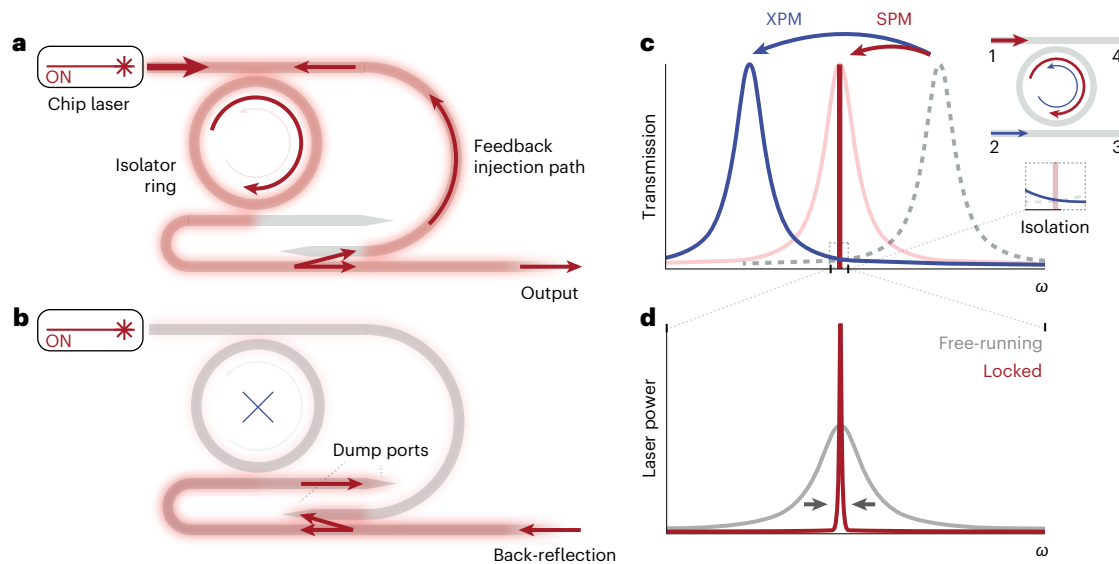 a
ON
Chip laser
Isolator
ring
Feedback
injection path
Output
b
ON
Dump ports
Back-reflection
c
XPM
SPM
Transmission
ω
1
4
2
3
Isolation
d
Free-running
Locked
Laser power
ω